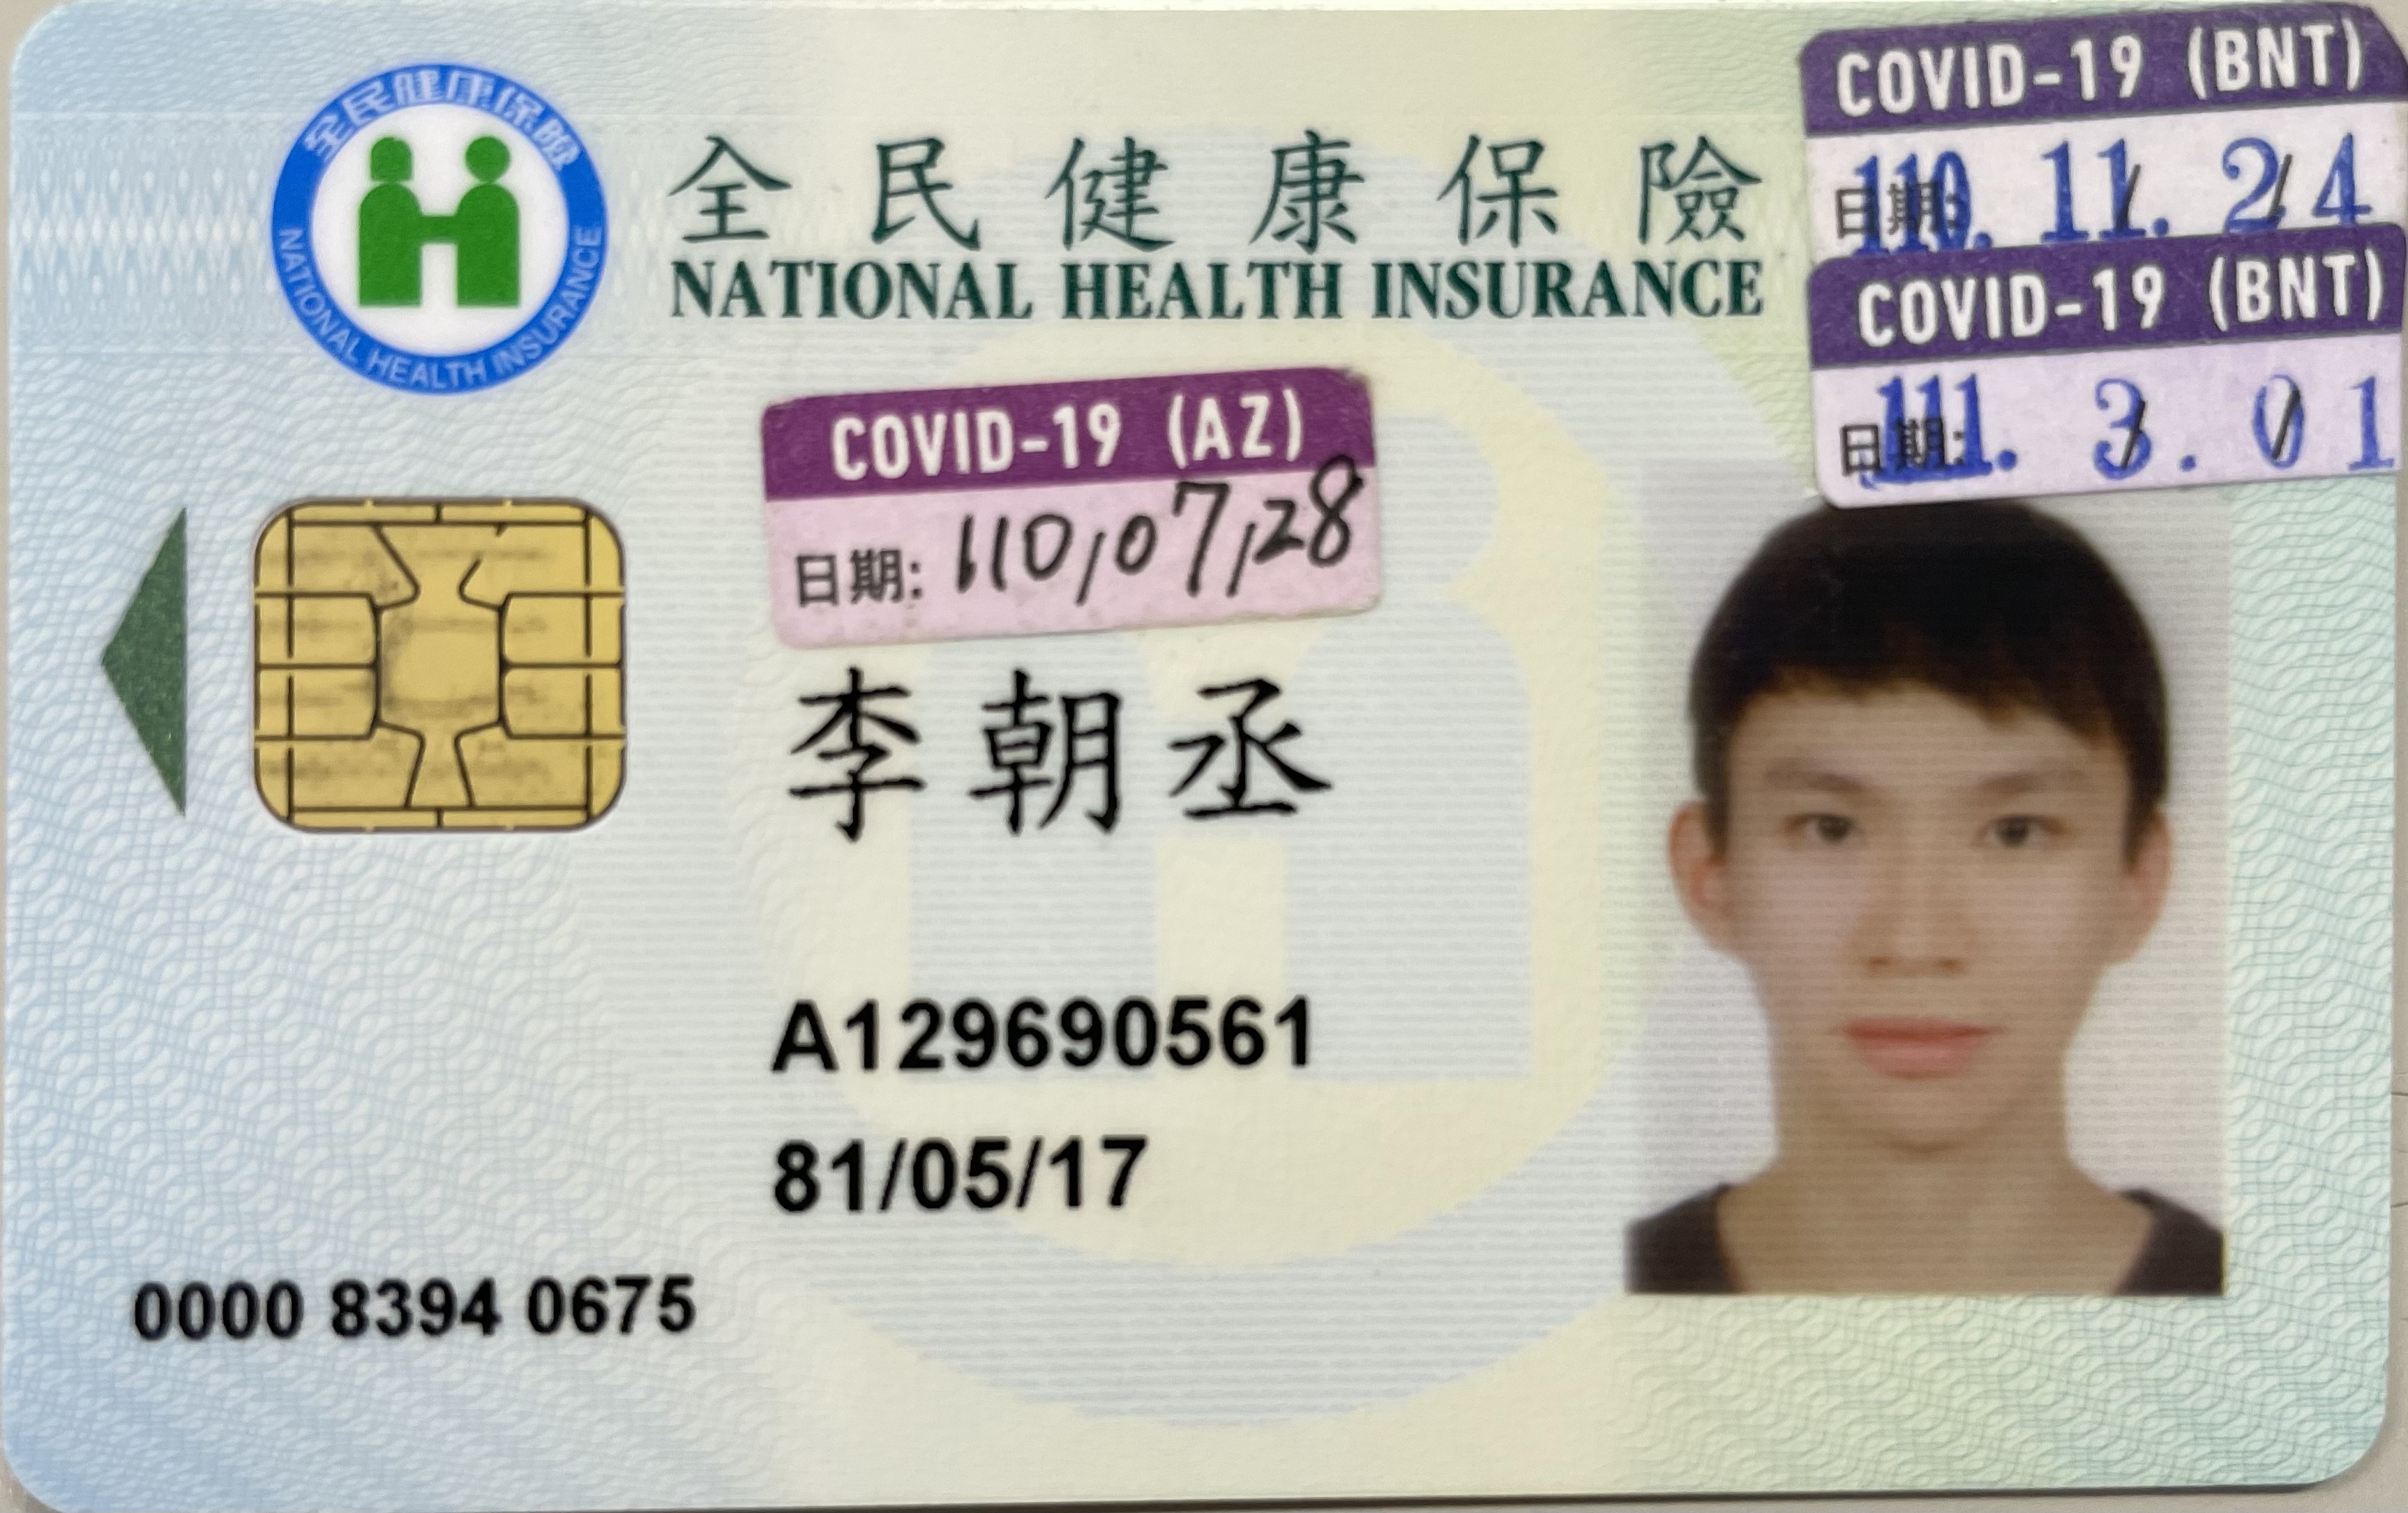 全民健康保險
NATIONAL HEALTH INSURANCE
全民健康保險
NATIONAL HEALTH INSURANCE
COVID-19 (BNT)
日期: 110. 11. 24
COVID-19 (BNT)
日期: 111. 3. 01
COVID-19 (AZ)
日期: 110,07,28
李朝丞
A129690561
81/05/17
0000 8394 0675